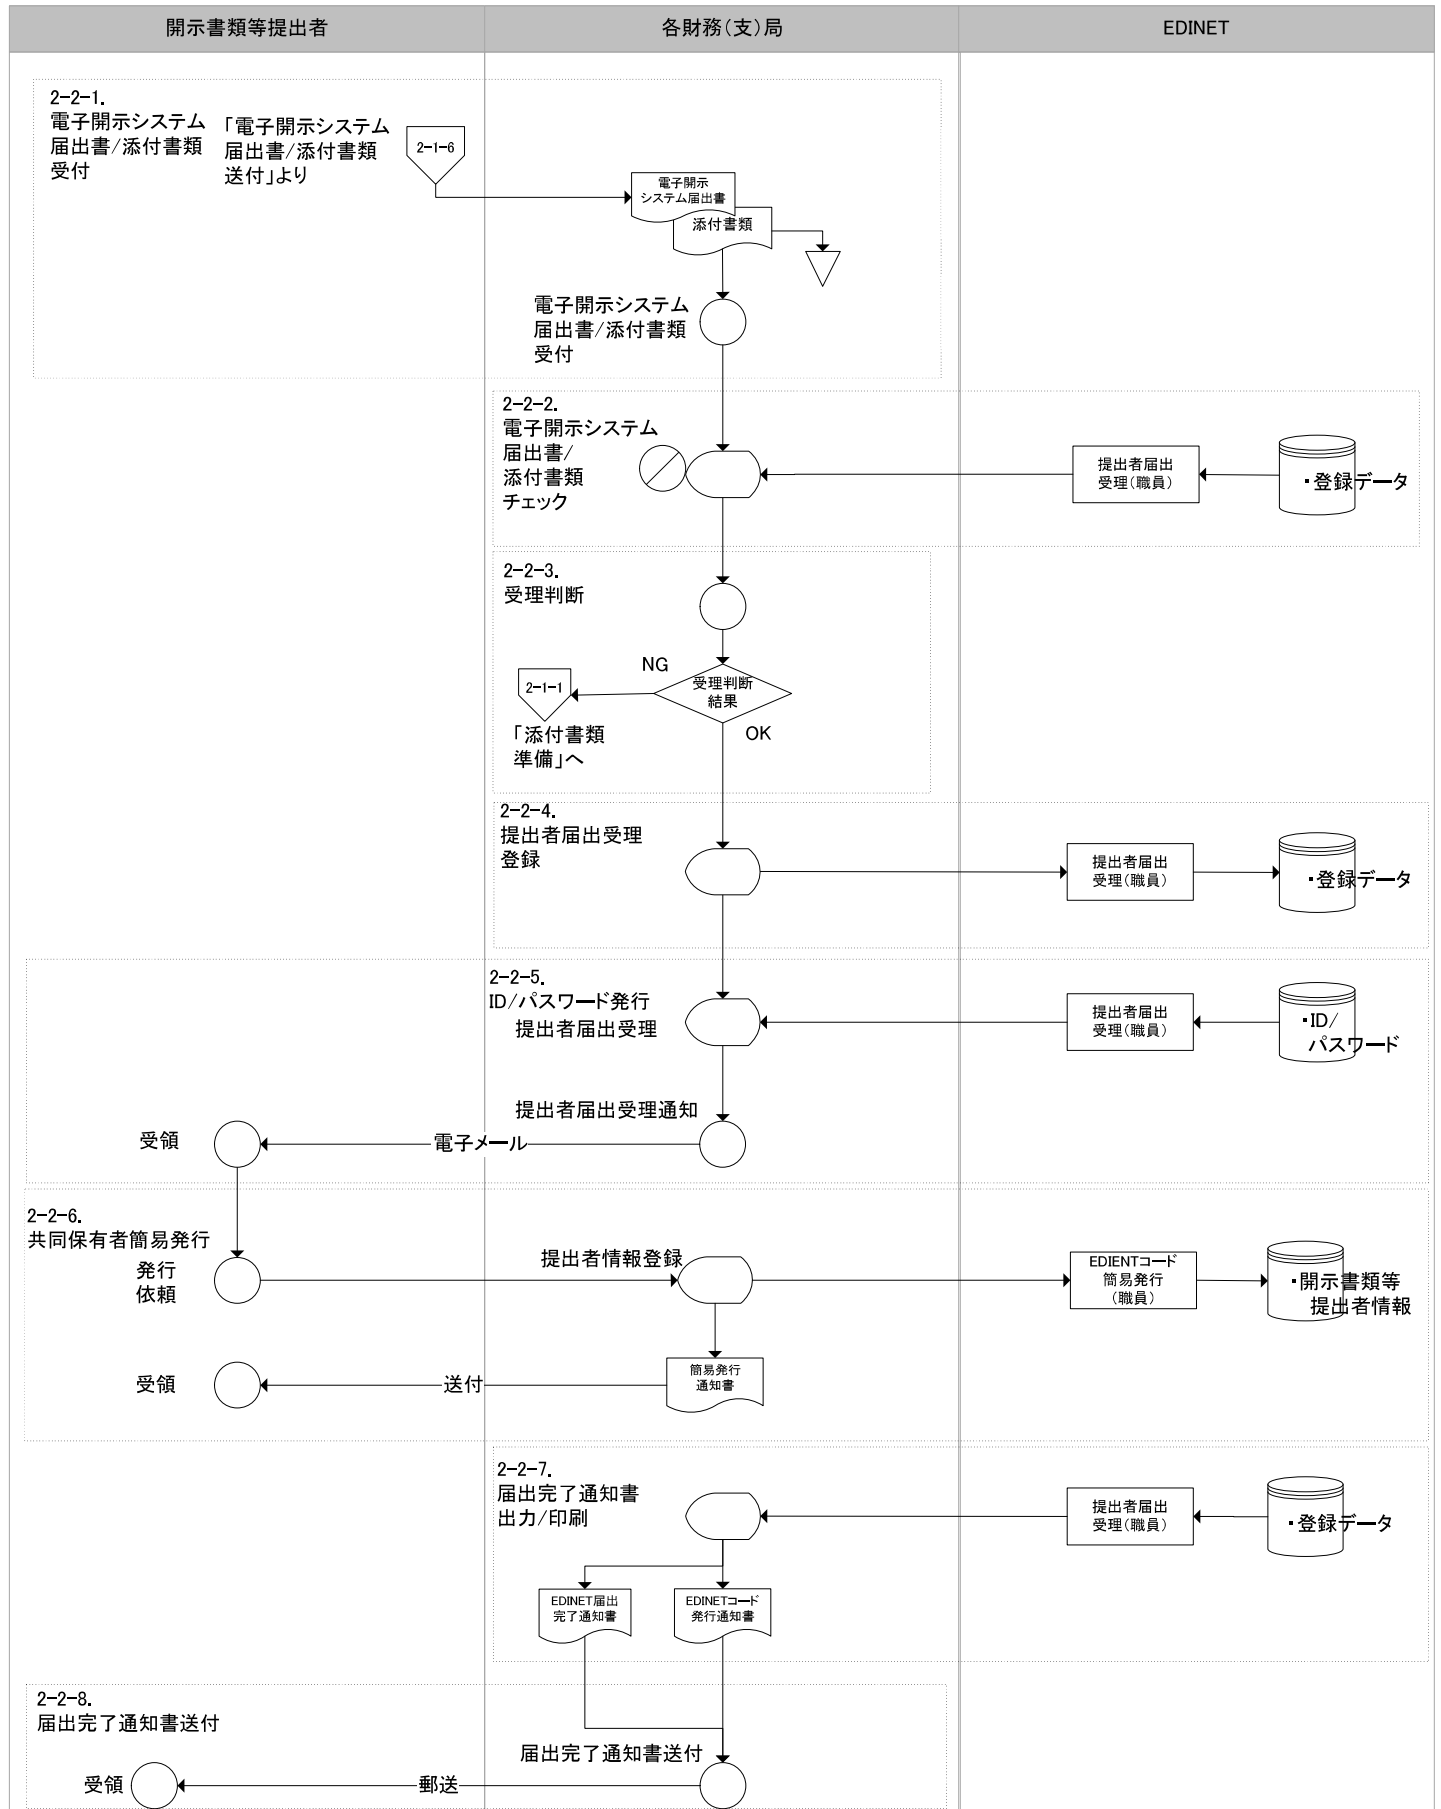 開示書類等提出者
各財務(支)局
EDINET
2-2-1.
電子開示システム
届出書/添付書類
受付
「電子開示システム
届出書/添付書類
送付」より
2-1-6
電子開示
システム届出書
添付書類
電子開示システム
届出書/添付書類
受付
2-2-2.
電子開示システム
届出書/
添付書類
チェック
提出者届出
受理(職員)
・登録データ
2-2-3.
受理判断
NG
2-1-1
受理判断
結果
「添付書類
準備」へ
OK
2-2-4.
提出者届出受理
登録
提出者届出
受理(職員)
・登録データ
2-2-5.
ID/パスワード発行
提出者届出受理
提出者届出
受理(職員)
・ID/
パスワード
提出者届出受理通知
受領
電子メール
2-2-6.
共同保有者簡易発行
発行
依頼
提出者情報登録
EDIENTコード
簡易発行
(職員)
・開示書類等
提出者情報
受領
送付
簡易発行
通知書
2-2-7.
届出完了通知書
出力/印刷
提出者届出
受理(職員)
・登録データ
EDINET届出
完了通知書
EDINETコード
発行通知書
2-2-8.
届出完了通知書送付
届出完了通知書送付
受領
郵送